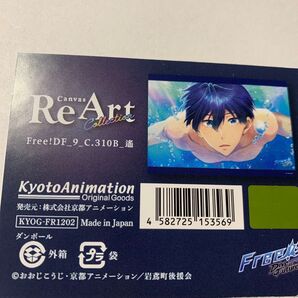 Canvas
Re Art
Collection
Free!DF_9_C.310B_遙
KyotoAnimation
Original Goods
発売元：株式会社京都アニメーション
KYOG-FR1202 Made in Japan
4 582725 153569
ダンボール
外箱 プラ 袋
©おおじこうじ・京都アニメーション／岩鳶町後援会
Free!